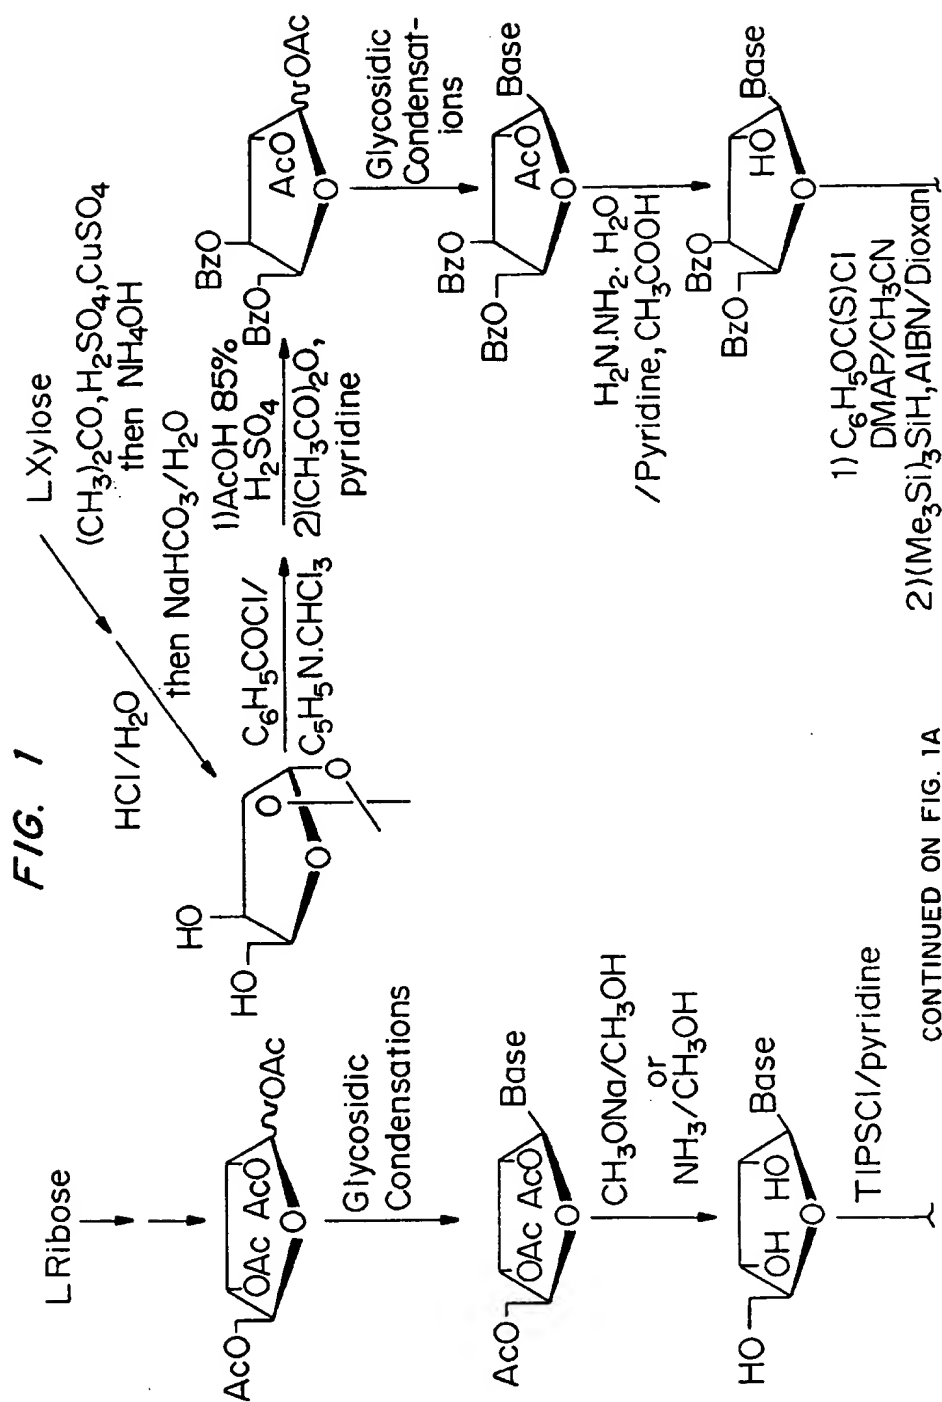 FIG. 1
L Ribose
AcO
OAc
AcO
OAc
Glycosidic
Condensations
AcO
OAc
AcO
Base
O
O
CH3ONa/CH3OH
or
NH3/CH3OH
HO
OH
HO
Base
O
TIPSCl/pyridine
L Xylose
(CH3)2CO, H2SO4, CuSO4
then NH4OH
HCl/H2O
then NaHCO3/H2O
HO
HO
O
O
O
C6H5COCl/
C5H5N.CHCl3
1) AcOH 85%
H2SO4
2) (CH3CO)2O,
pyridine
BzO
BzO
AcO
OAc
O
Glycosidic
Condensat-
ions
BzO
BzO
AcO
Base
O
H2N.NH2. H2O
/Pyridine, CH3COOH
BzO
BzO
HO
Base
O
1) C6H5OC(S)Cl
DMAP/CH3CN
2) (Me3Si)3SiH, AIBN/Dioxan
CONTINUED ON FIG. 1A